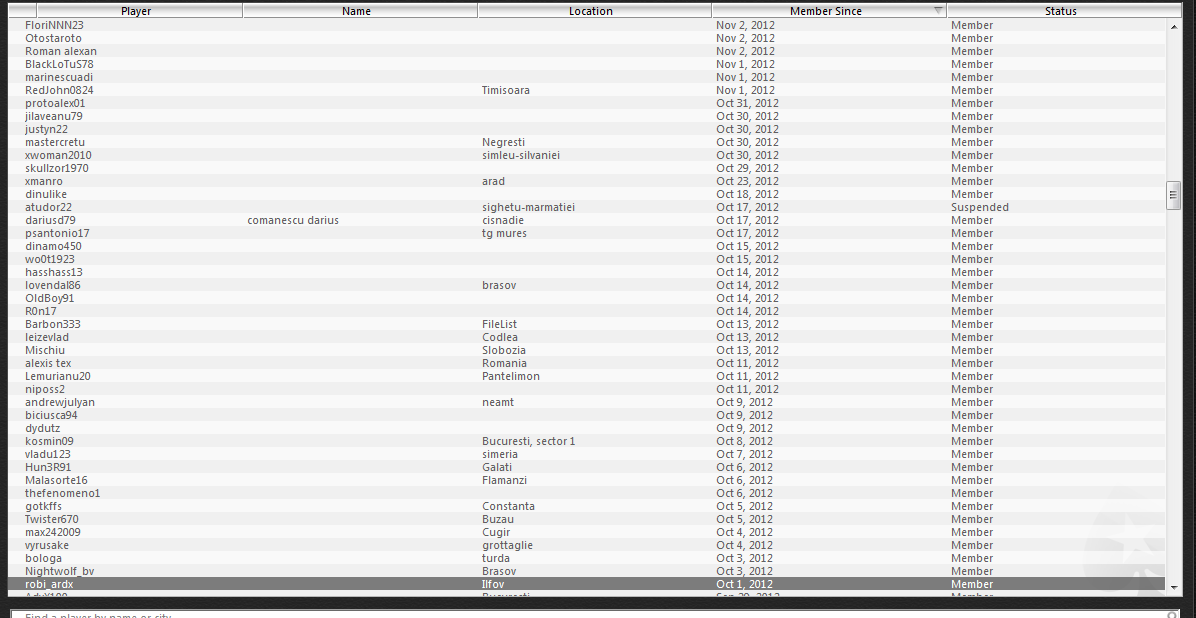 Player Name Location Member Since Status
FloriNNN23 Nov 2, 2012 Member
Otostaroto Nov 2, 2012 Member
Roman alexan Nov 2, 2012 Member
BlackLoTuS78 Nov 1, 2012 Member
marinescuadi Nov 1, 2012 Member
RedJohn0824 Timisoara Nov 1, 2012 Member
protoalex01 Oct 31, 2012 Member
jilaveanu79 Oct 30, 2012 Member
justyn22 Oct 30, 2012 Member
mastercretu Negresti Oct 30, 2012 Member
xwoman2010 simleu-silvaniei Oct 30, 2012 Member
skullzor1970 Oct 29, 2012 Member
xmanro arad Oct 23, 2012 Member
dinulike Oct 18, 2012 Member
atudor22 sighetu-marmatiei Oct 17, 2012 Suspended
dariusd79 comanescu darius cisnadie Oct 17, 2012 Member
psantonio17 tg mures Oct 17, 2012 Member
dinamo450 Oct 15, 2012 Member
wo0t1923 Oct 15, 2012 Member
hasshass13 Oct 14, 2012 Member
lovendal86 brasov Oct 14, 2012 Member
OldBoy91 Oct 14, 2012 Member
R0n17 Oct 14, 2012 Member
Barbon333 FileList Oct 13, 2012 Member
leizevlad Codlea Oct 13, 2012 Member
Mischiu Slobozia Oct 13, 2012 Member
alexis tex Romania Oct 11, 2012 Member
Lemurianu20 Pantelimon Oct 11, 2012 Member
niposs2 Oct 11, 2012 Member
andrewjulyan neamt Oct 9, 2012 Member
biciusca94 Oct 9, 2012 Member
dydutz Oct 9, 2012 Member
kosmin09 Bucuresti, sector 1 Oct 8, 2012 Member
vladu123 simeria Oct 7, 2012 Member
Hun3R91 Galati Oct 6, 2012 Member
Malasorte16 Flamanzi Oct 6, 2012 Member
thefenomeno1 Oct 6, 2012 Member
gotkffs Constanta Oct 5, 2012 Member
Twister670 Buzau Oct 5, 2012 Member
max242009 Cugir Oct 4, 2012 Member
vyrusake grottaglie Oct 4, 2012 Member
bologa turda Oct 3, 2012 Member
Nightwolf_bv Brasov Oct 3, 2012 Member
robi_ardx Ilfov Oct 1, 2012 Member
Bucuresti Member
Find a player by name or city